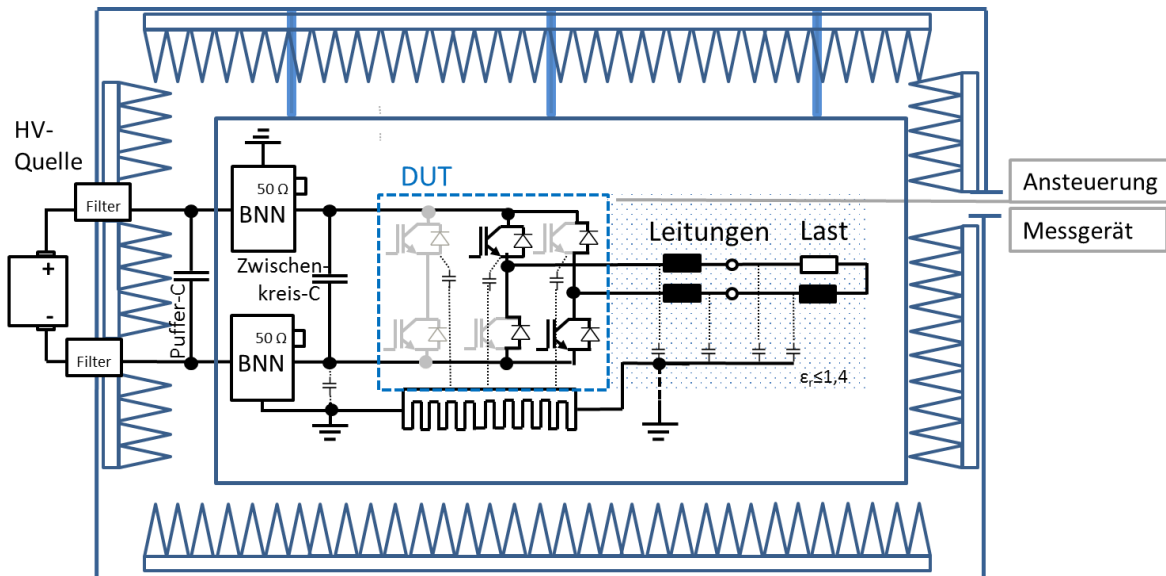 HV-
Quelle
Filter
+
-
Filter
Puffer-C
50 Ω
BNN
Zwischen-
kreis-C
50 Ω
BNN
DUT
Leitungen
Last
εr≤1,4
Ansteuerung
Messgerät